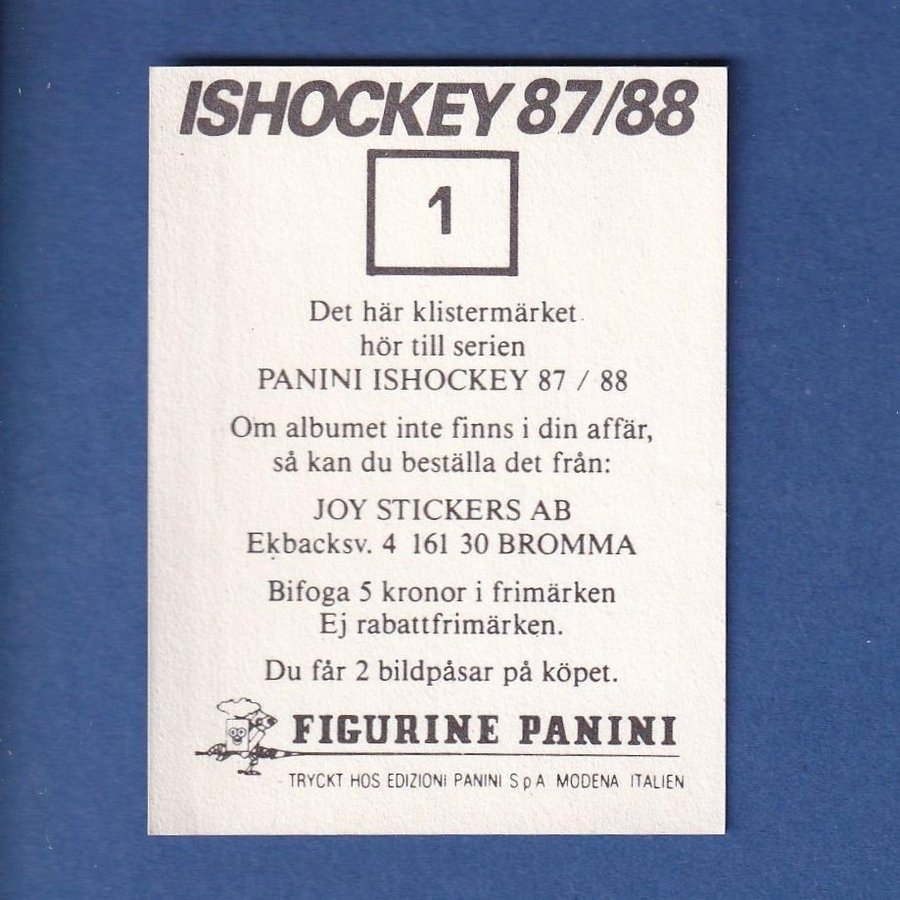 ISHOCKEY 87/88
1
Det här klistermärket
hör till serien
PANINI ISHOCKEY 87 / 88
Om albumet inte finns i din affär,
så kan du beställa det från:
JOY STICKERS AB
Ekbacksv. 4 161 30 BROMMA
Bifoga 5 kronor i frimärken
Ej rabattfrimärken.
Du får 2 bildpåsar på köpet.
FIGURINE PANINI
TRYCKT HOS EDIZIONI PANINI S p A MODENA ITALIEN